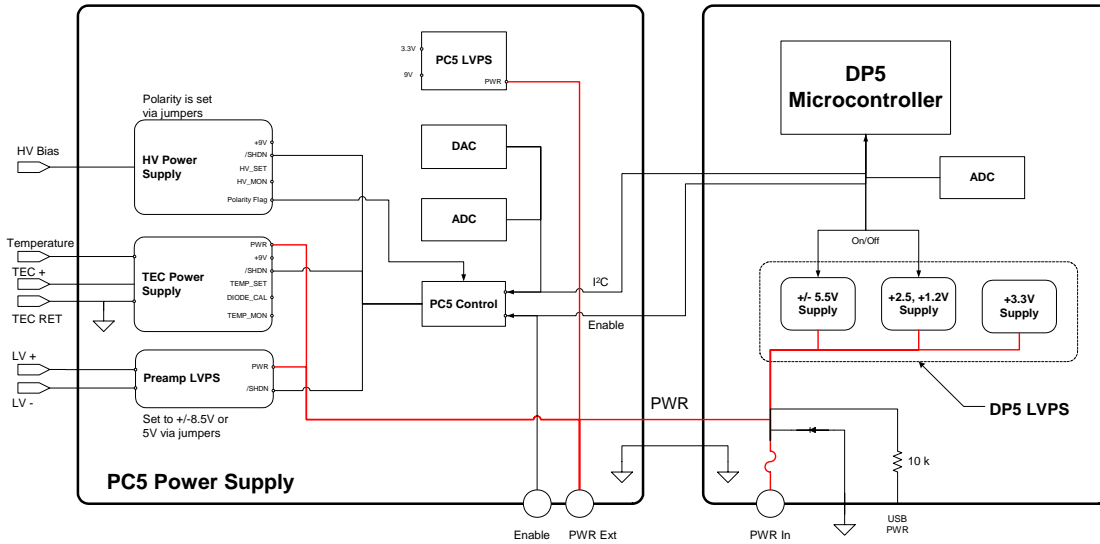 3.3V
PC5 LVPS
9V
PWR
Polarity is set
via jumpers
HV Bias
HV Power
Supply
+9V
/SHDN
HV_SET
HV_MON
Polarity Flag
DAC
ADC
Temperature
TEC +
TEC RET
TEC Power
Supply
PWR
+9V
/SHDN
TEMP_SET
DIODE_CAL
TEMP_MON
PC5 Control
I²C
Enable
LV +
LV -
Preamp LVPS
PWR
/SHDN
Set to +/-8.5V or
5V via jumpers
PC5 Power Supply
Enable
PWR Ext
PWR
DP5
Microcontroller
ADC
On/Off
+/- 5.5V
Supply
+2.5, +1.2V
Supply
+3.3V
Supply
DP5 LVPS
10 k
PWR In
USB
PWR